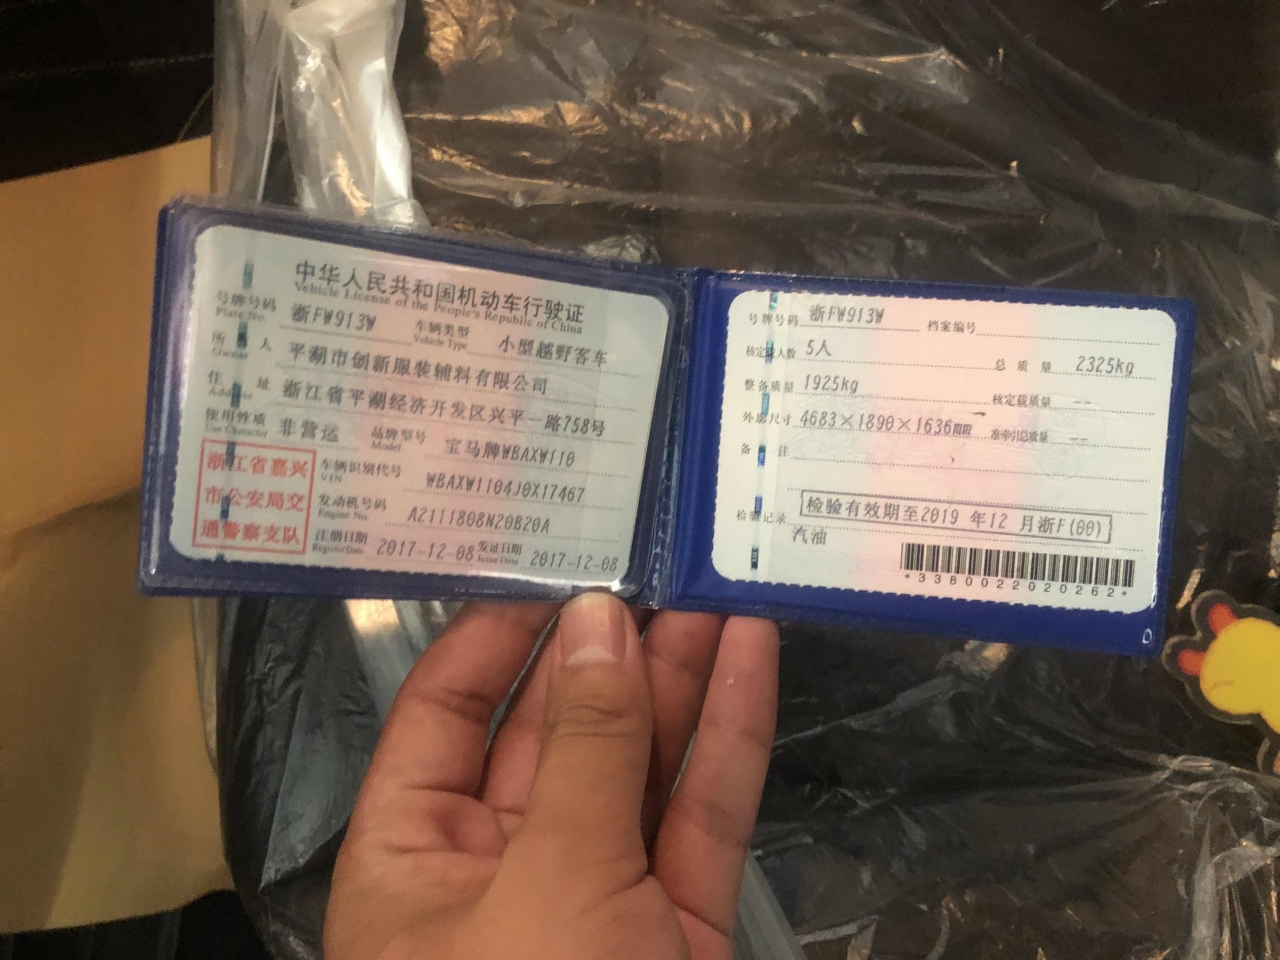 中华人民共和国机动车行驶证
Vehicle License of the People's Republic of China
号牌号码 浙FW913W 车辆类型 小型越野客车
Plate No. Vehicle Type
所有人 平湖市创新服装辅料有限公司
Owner
住址 浙江省平湖经济开发区兴平一路758号
Address
使用性质 非营运 品牌型号 宝马牌WBAXW110
Use Character Model
浙江省嘉兴
市公安局交
通警察支队
车辆识别代号 WBAXW1104J0X17467
VIN
发动机号码 A2111808N20B20A
Engine No.
注册日期 2017-12-08 发证日期 2017-12-08
Register Date Issue Date
号牌号码 浙FW913W 档案编号
核定载人数 5人 总质量 2325kg
整备质量 1925kg 核定载质量 --
外廓尺寸 4683×1890×1636mm 准牵引总质量 --
备注
检验记录 检验有效期至2019年12月浙F(00)
汽油
*3380022020262*